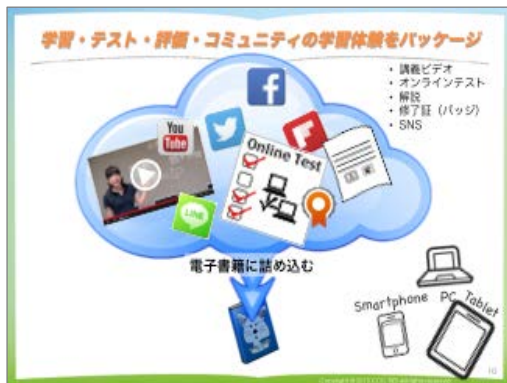 学習・テスト・評価・コミュニティの学習体験をパッケージ
• 講義ビデオ
• オンラインテスト
• 解説
• 修了証（バッジ）
• SNS
You
Tube
Online Test
LINE
電子書籍に詰め込む
Smartphone
PC
Tablet